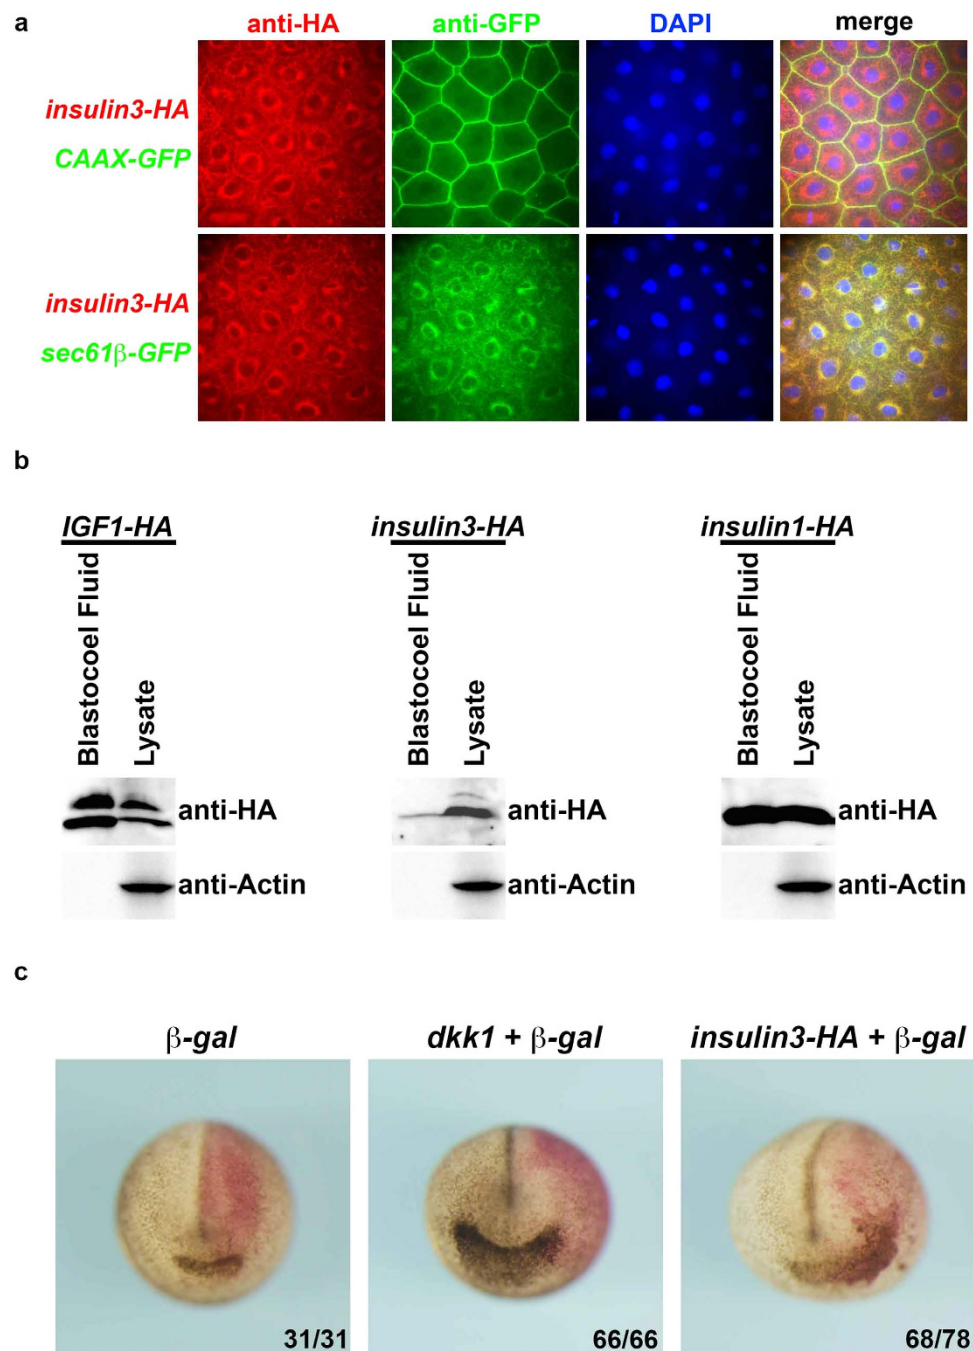 a
anti-HA anti-GFP DAPI merge
insulin3-HA
CAAX-GFP
insulin3-HA
sec61β-GFP
b
IGF1-HA insulin3-HA insulin1-HA
Blastocoel Fluid Lysate Blastocoel Fluid Lysate Blastocoel Fluid Lysate
anti-HA anti-HA anti-HA
anti-Actin anti-Actin anti-Actin
c
β-gal dkk1 + β-gal insulin3-HA + β-gal
31/31 66/66 68/78